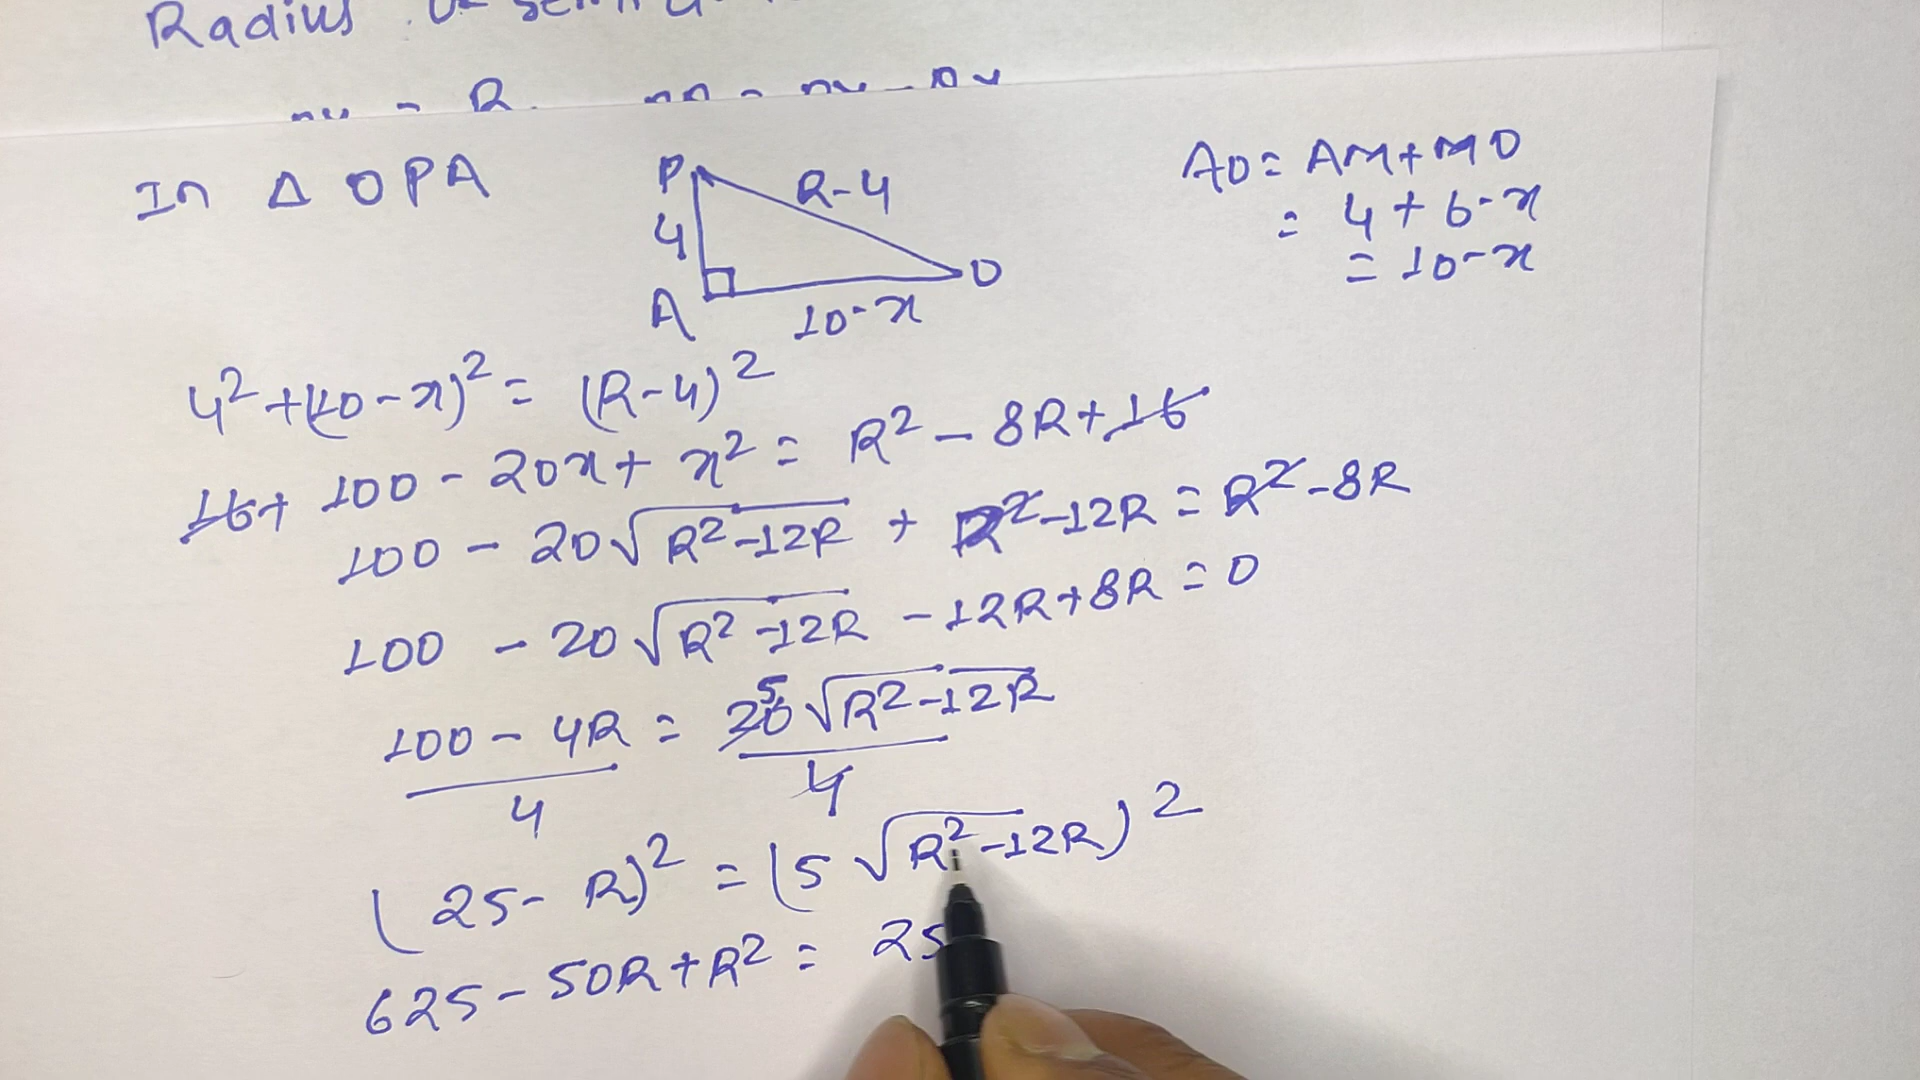 Radius
= R.
In Δ OPA
P
R-4
4
A
10-x
O
AO = AM+MO
= 4+6-x
= 10-x
4²+(10-x)² = (R-4)²
16+100-20x+x² = R²-8R+16
100-20√R²-12R + R²-12R = R²-8R
100 - 20√R²-12R -12R+8R = 0
100-4R/4 = 20 5√R²-12R/4
(25-R)² = (5√R²-12R)²
625-50R+R² = 25